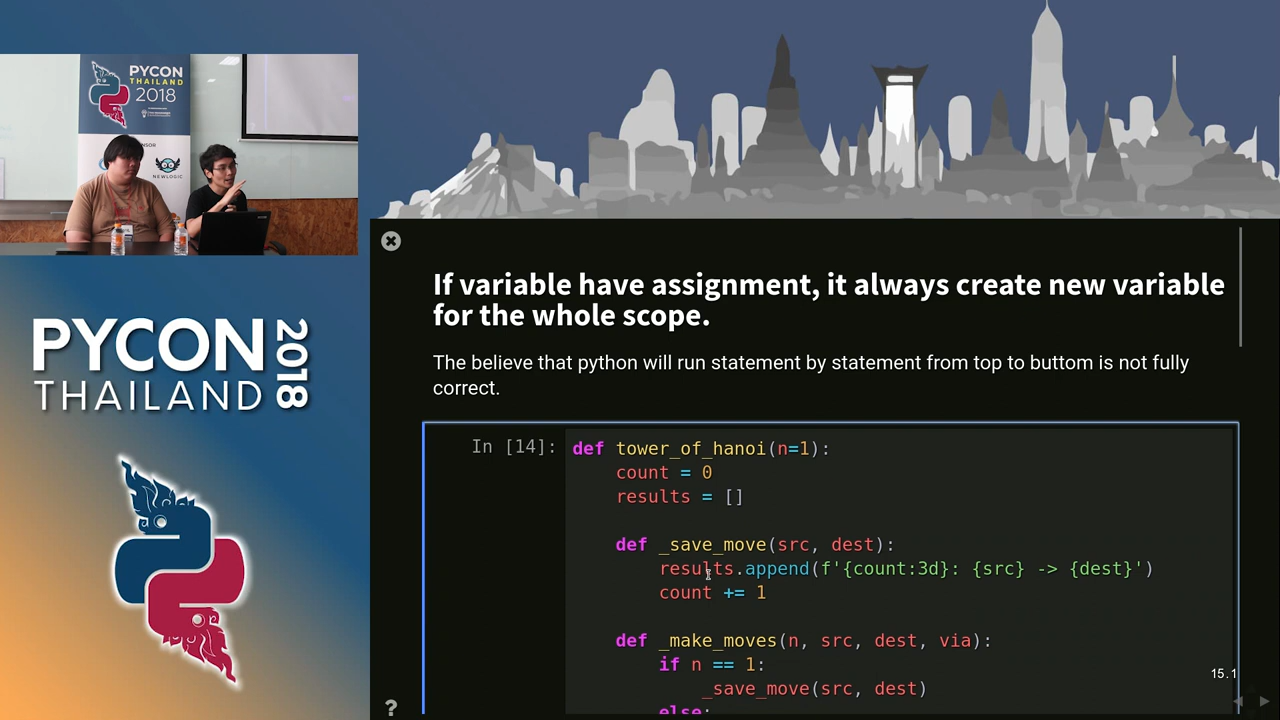 PYCON
THAILAND
2018
NEWLOGIC
PYCON 2018
THAILAND
If variable have assignment, it always create new variable
for the whole scope.
The believe that python will run statement by statement from top to buttom is not fully
correct.
In [14]: def tower_of_hanoi(n=1):
count = 0
results = []
def _save_move(src, dest):
results.append(f'{count:3d}: {src} -> {dest}')
count += 1
def _make_moves(n, src, dest, via):
if n == 1:
_save_move(src, dest)
else:
15.1
?